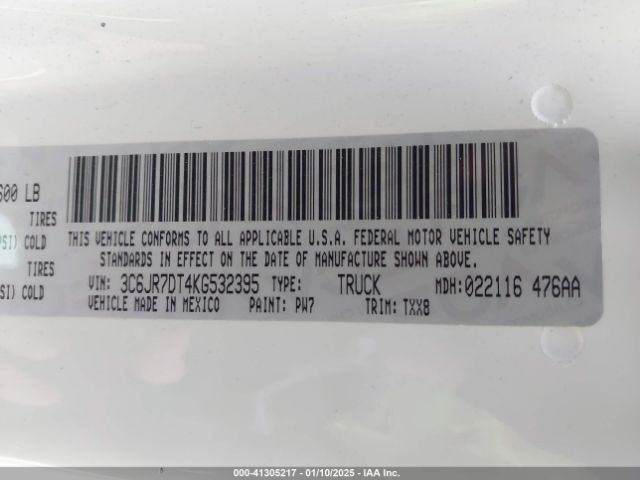 600 LB
TIRES
PSI) COLD
TIRES
SI) COLD
THIS VEHICLE CONFORMS TO ALL APPLICABLE U.S.A. FEDERAL MOTOR VEHICLE SAFETY
STANDARDS IN EFFECT ON THE DATE OF MANUFACTURE SHOWN ABOVE.
VIN: 3C6JR7DT4KG532395 TYPE: TRUCK MDH:022116 476AA
VEHICLE MADE IN MEXICO PAINT: PW7 TRIM: TXX8
000-41305217 - 01/10/2025 - IAA Inc.